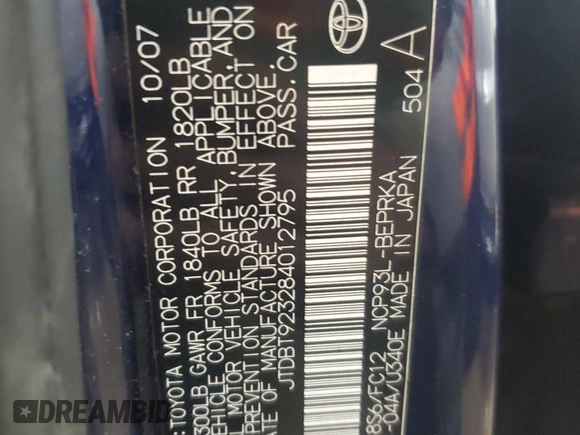 :TOYOTA MOTOR CORPORATION 10/07
300LB GAWR FR 1840LB RR 1820LB
VEHICLE CONFORMS TO ALL APPLICABLE
L MOTOR VEHICLE SAFETY, BUMPER, AND
PREVENTION STANDARDS IN EFFECT ON
ATE OF MANUFACTURE SHOWN ABOVE.
JTDBT923284012795 PASS.CAR
8S6/FC12 NCP93L-BEPRKA
-04A/U340E MADE IN JAPAN
504 A
DREAMBID